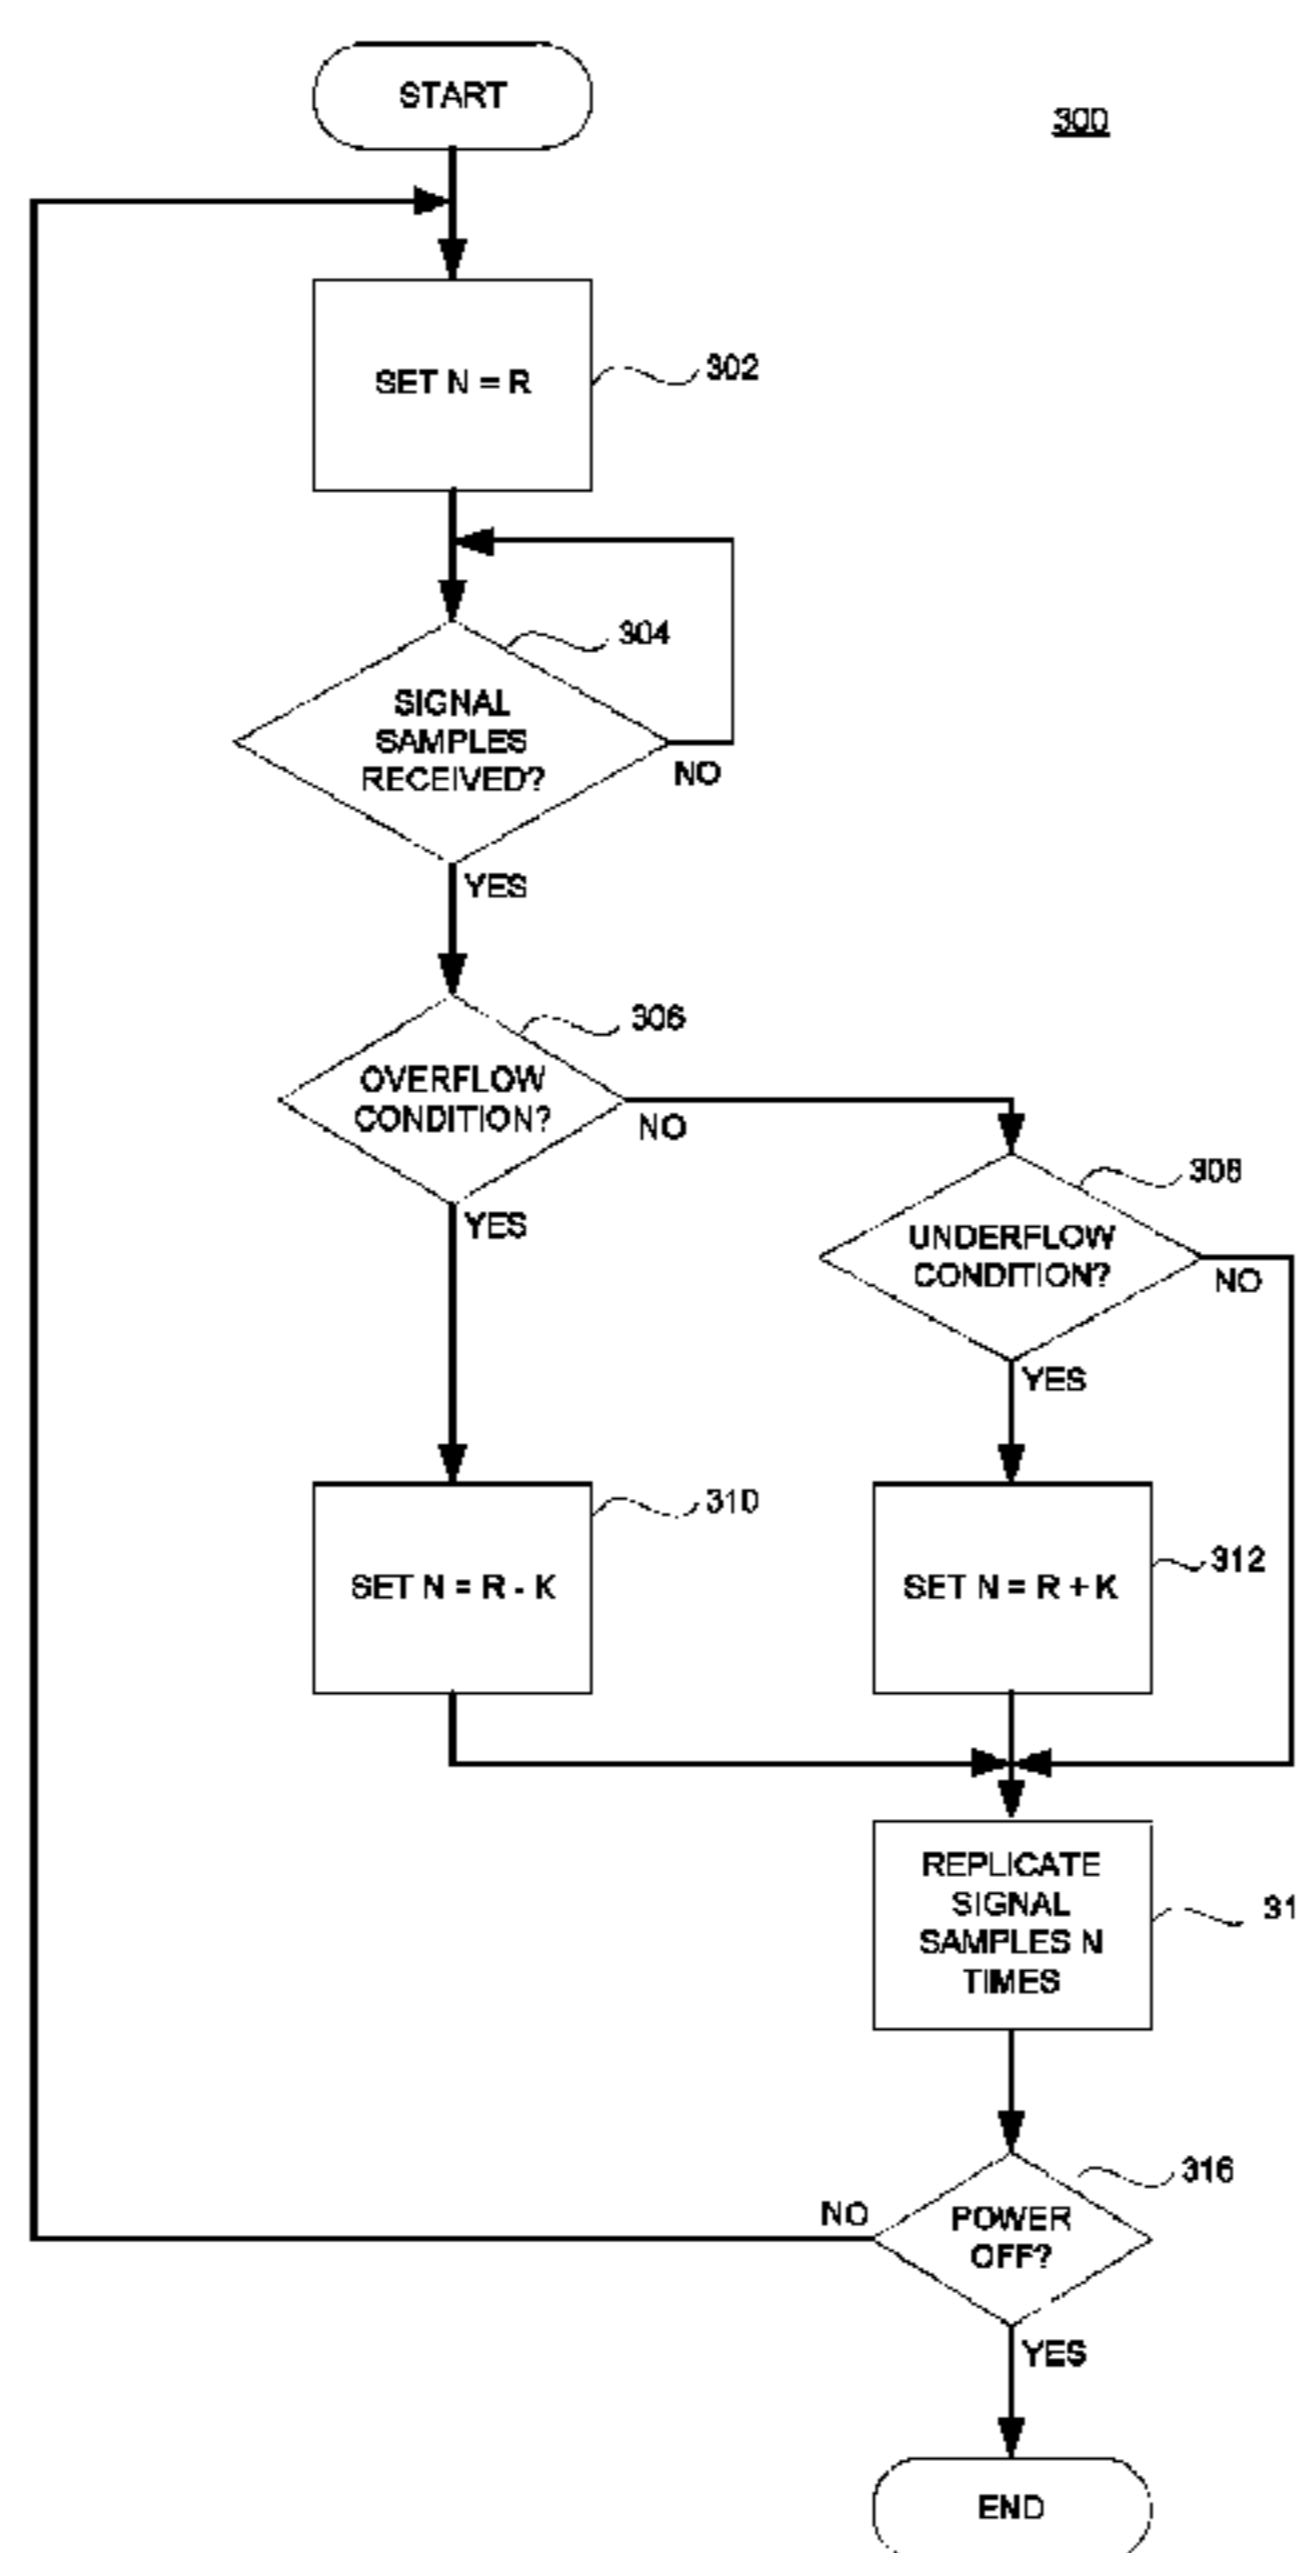 START
300
SET N = R
302
304
SIGNAL
SAMPLES
RECEIVED?
NO
YES
306
OVERFLOW
CONDITION?
NO
YES
308
UNDERFLOW
CONDITION?
NO
YES
310
SET N = R - K
312
SET N = R + K
REPLICATE
SIGNAL
SAMPLES N
TIMES
31
316
NO
POWER
OFF?
YES
END